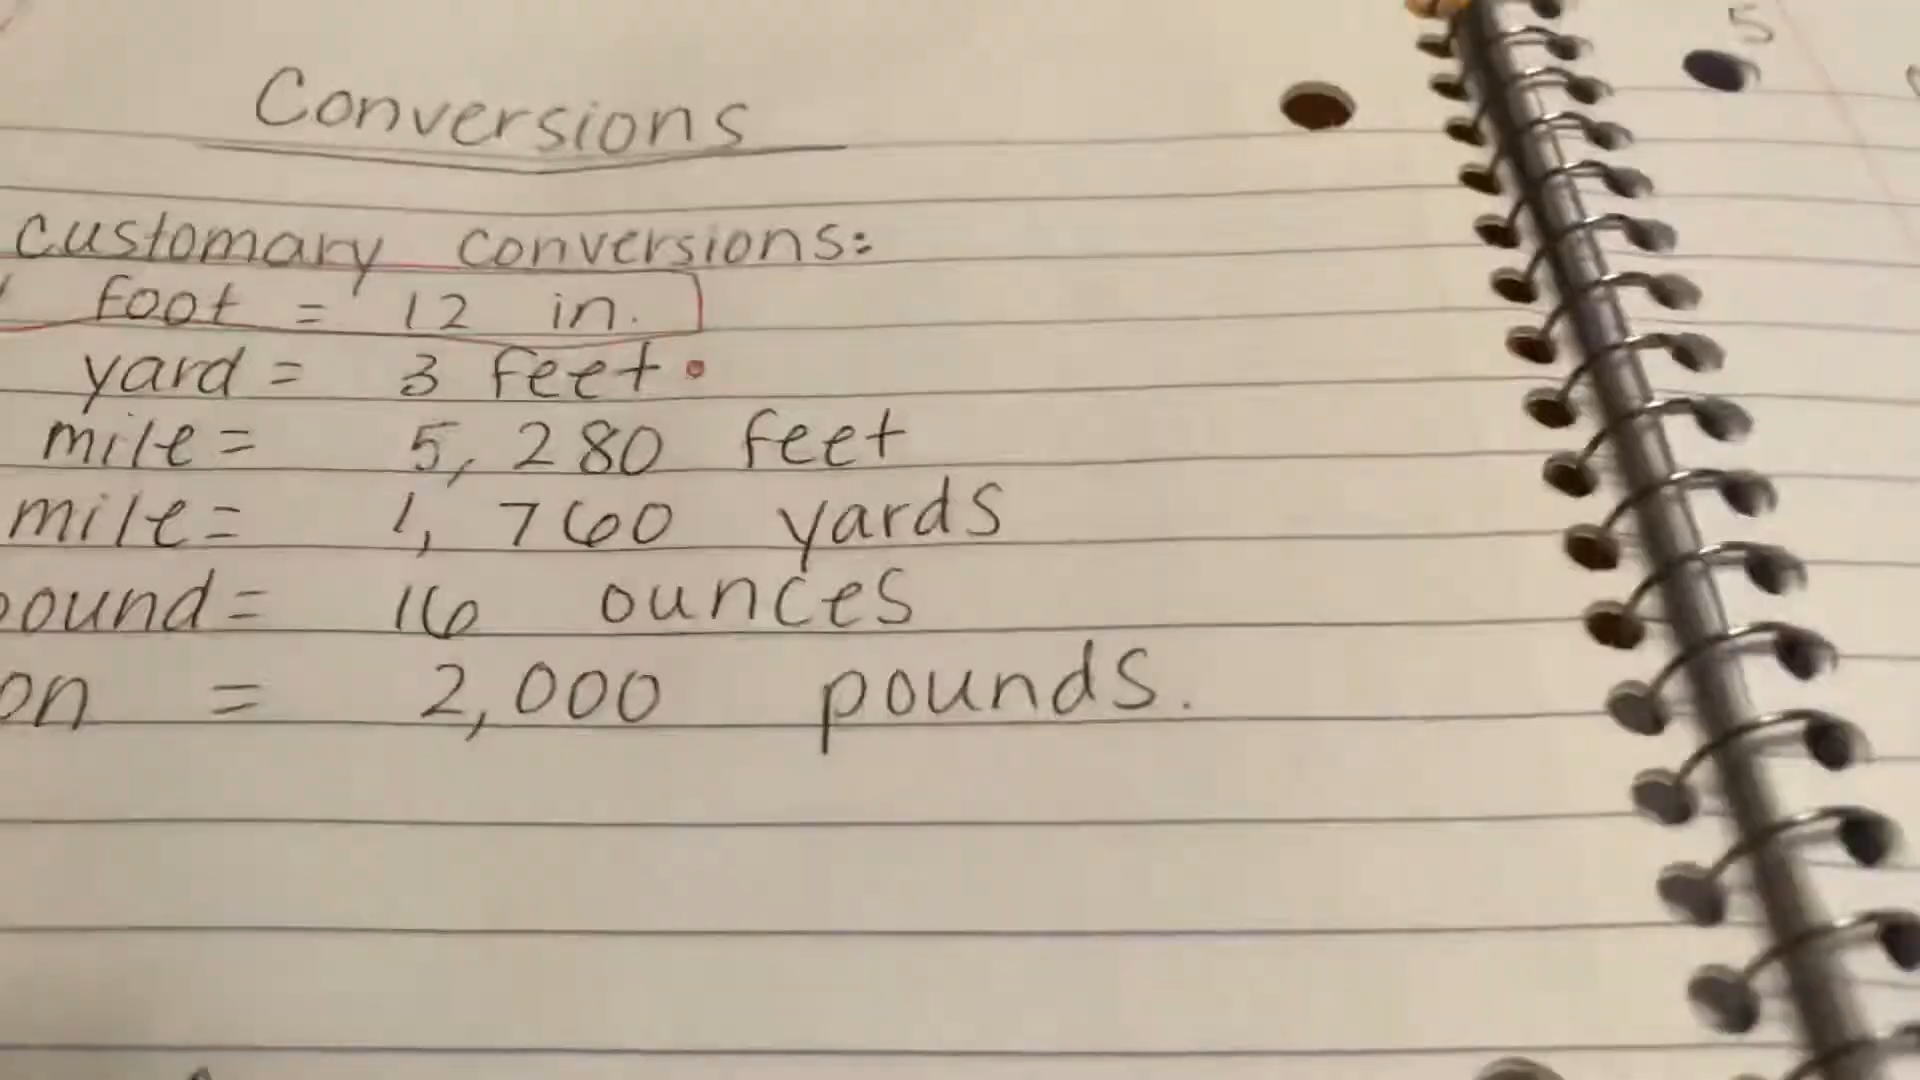 Conversions
customary conversions:
foot = 12 in.
yard = 3 feet
mile = 5,280 feet
mile = 1,760 yards
ound = 16 ounces
on = 2,000 pounds.
5